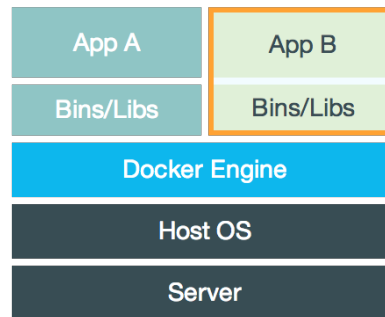 App A
App B
Bins/Libs
Bins/Libs
Docker Engine
Host OS
Server